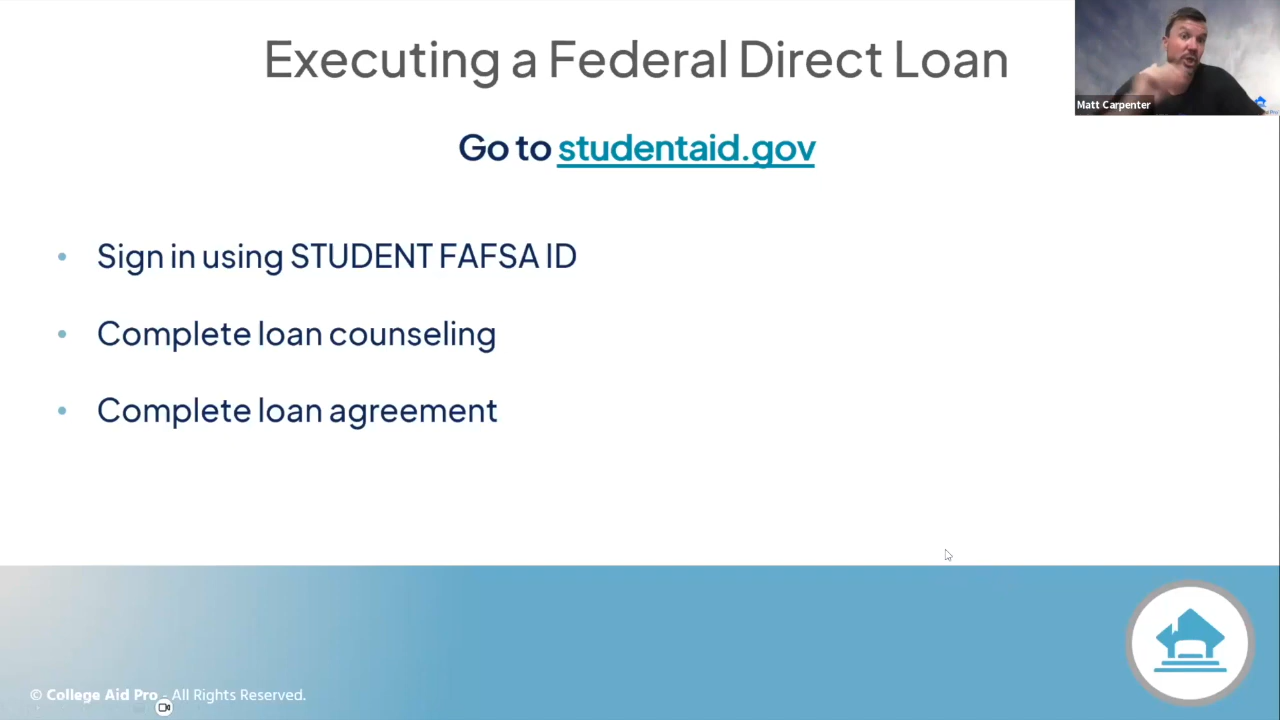 Executing a Federal Direct Loan
Matt Carpenter
Go to studentaid.gov
• Sign in using STUDENT FAFSA ID
• Complete loan counseling
• Complete loan agreement
© College Aid Pro - All Rights Reserved.